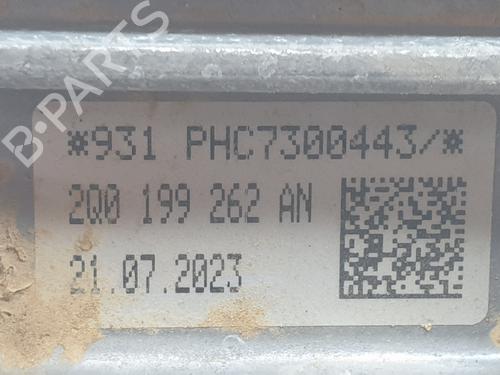 B-PARTS
*931 PHC7300443/*
2Q0 199 262 AN
21.07.2023